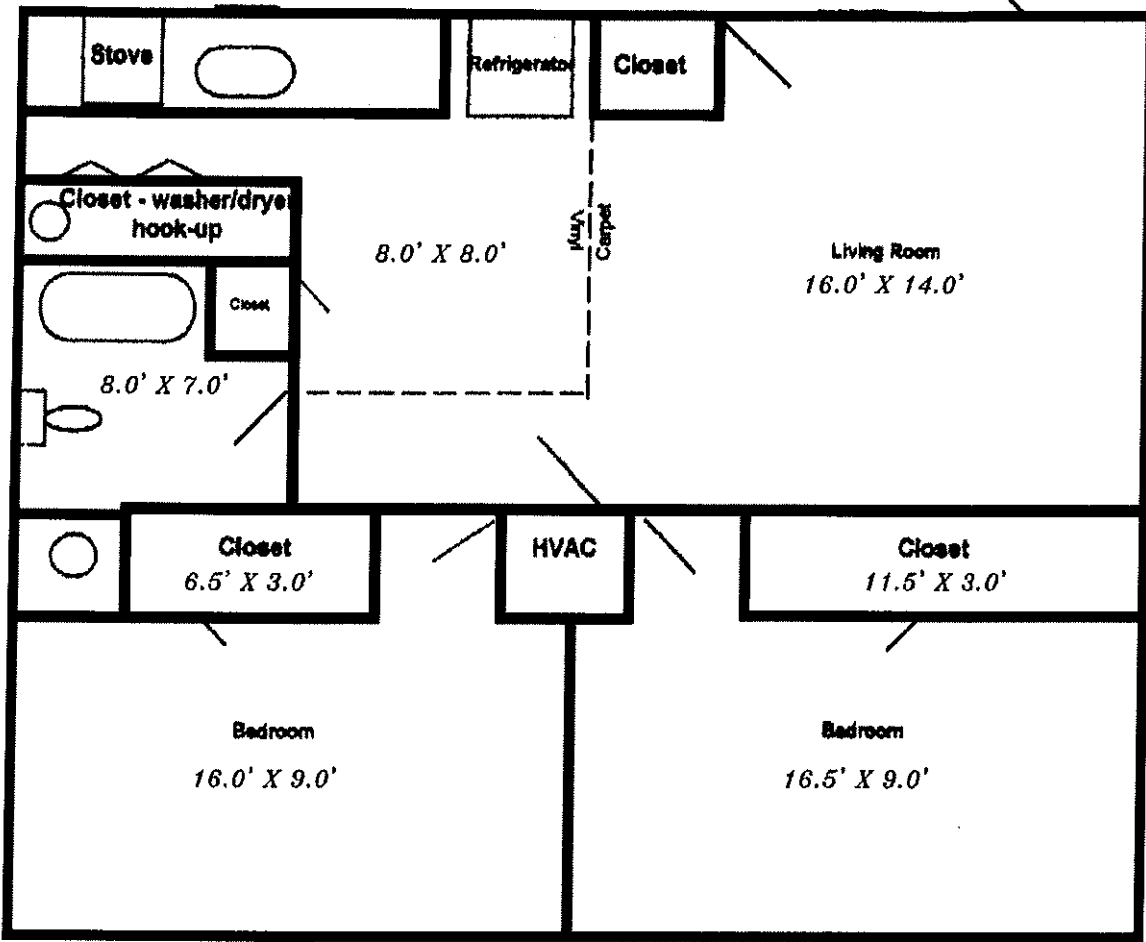 Stove
Refrigerator
Closet
Closet - washer/dryer
hook-up
8.0' X 8.0'
Vinyl
Carpet
Living Room
16.0' X 14.0'
Closet
8.0' X 7.0'
Closet
6.5' X 3.0'
HVAC
Closet
11.5' X 3.0'
Bedroom
16.0' X 9.0'
Bedroom
16.5' X 9.0'